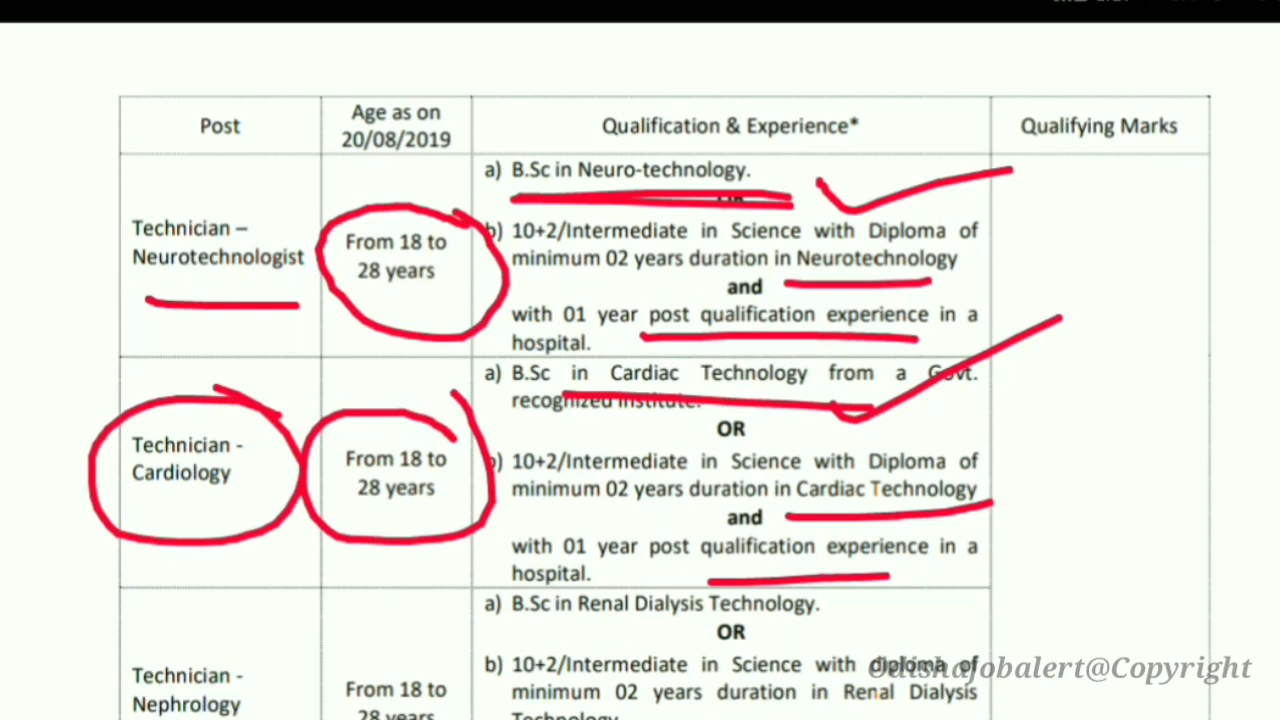 Post
Age as on
20/08/2019
Qualification & Experience*
Qualifying Marks
Technician –
Neurotechnologist
From 18 to
28 years
a) B.Sc in Neuro-technology.
OR
b) 10+2/Intermediate in Science with Diploma of
minimum 02 years duration in Neurotechnology
and
with 01 year post qualification experience in a
hospital.
Technician -
Cardiology
From 18 to
28 years
a) B.Sc in Cardiac Technology from a Govt.
recognized institute.
OR
b) 10+2/Intermediate in Science with Diploma of
minimum 02 years duration in Cardiac Technology
and
with 01 year post qualification experience in a
hospital.
Technician -
Nephrology
From 18 to
28 years
a) B.Sc in Renal Dialysis Technology.
OR
b) 10+2/Intermediate in Science with diploma of
minimum 02 years duration in Renal Dialysis
Technology
Odishajobalert@Copyright